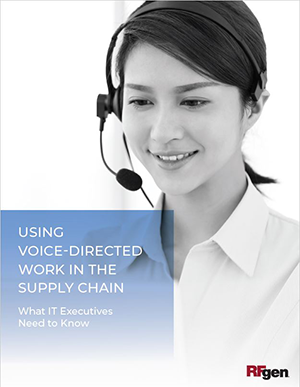 USING
VOICE-DIRECTED
WORK IN THE
SUPPLY CHAIN
What IT Executives
Need to Know
RFgen